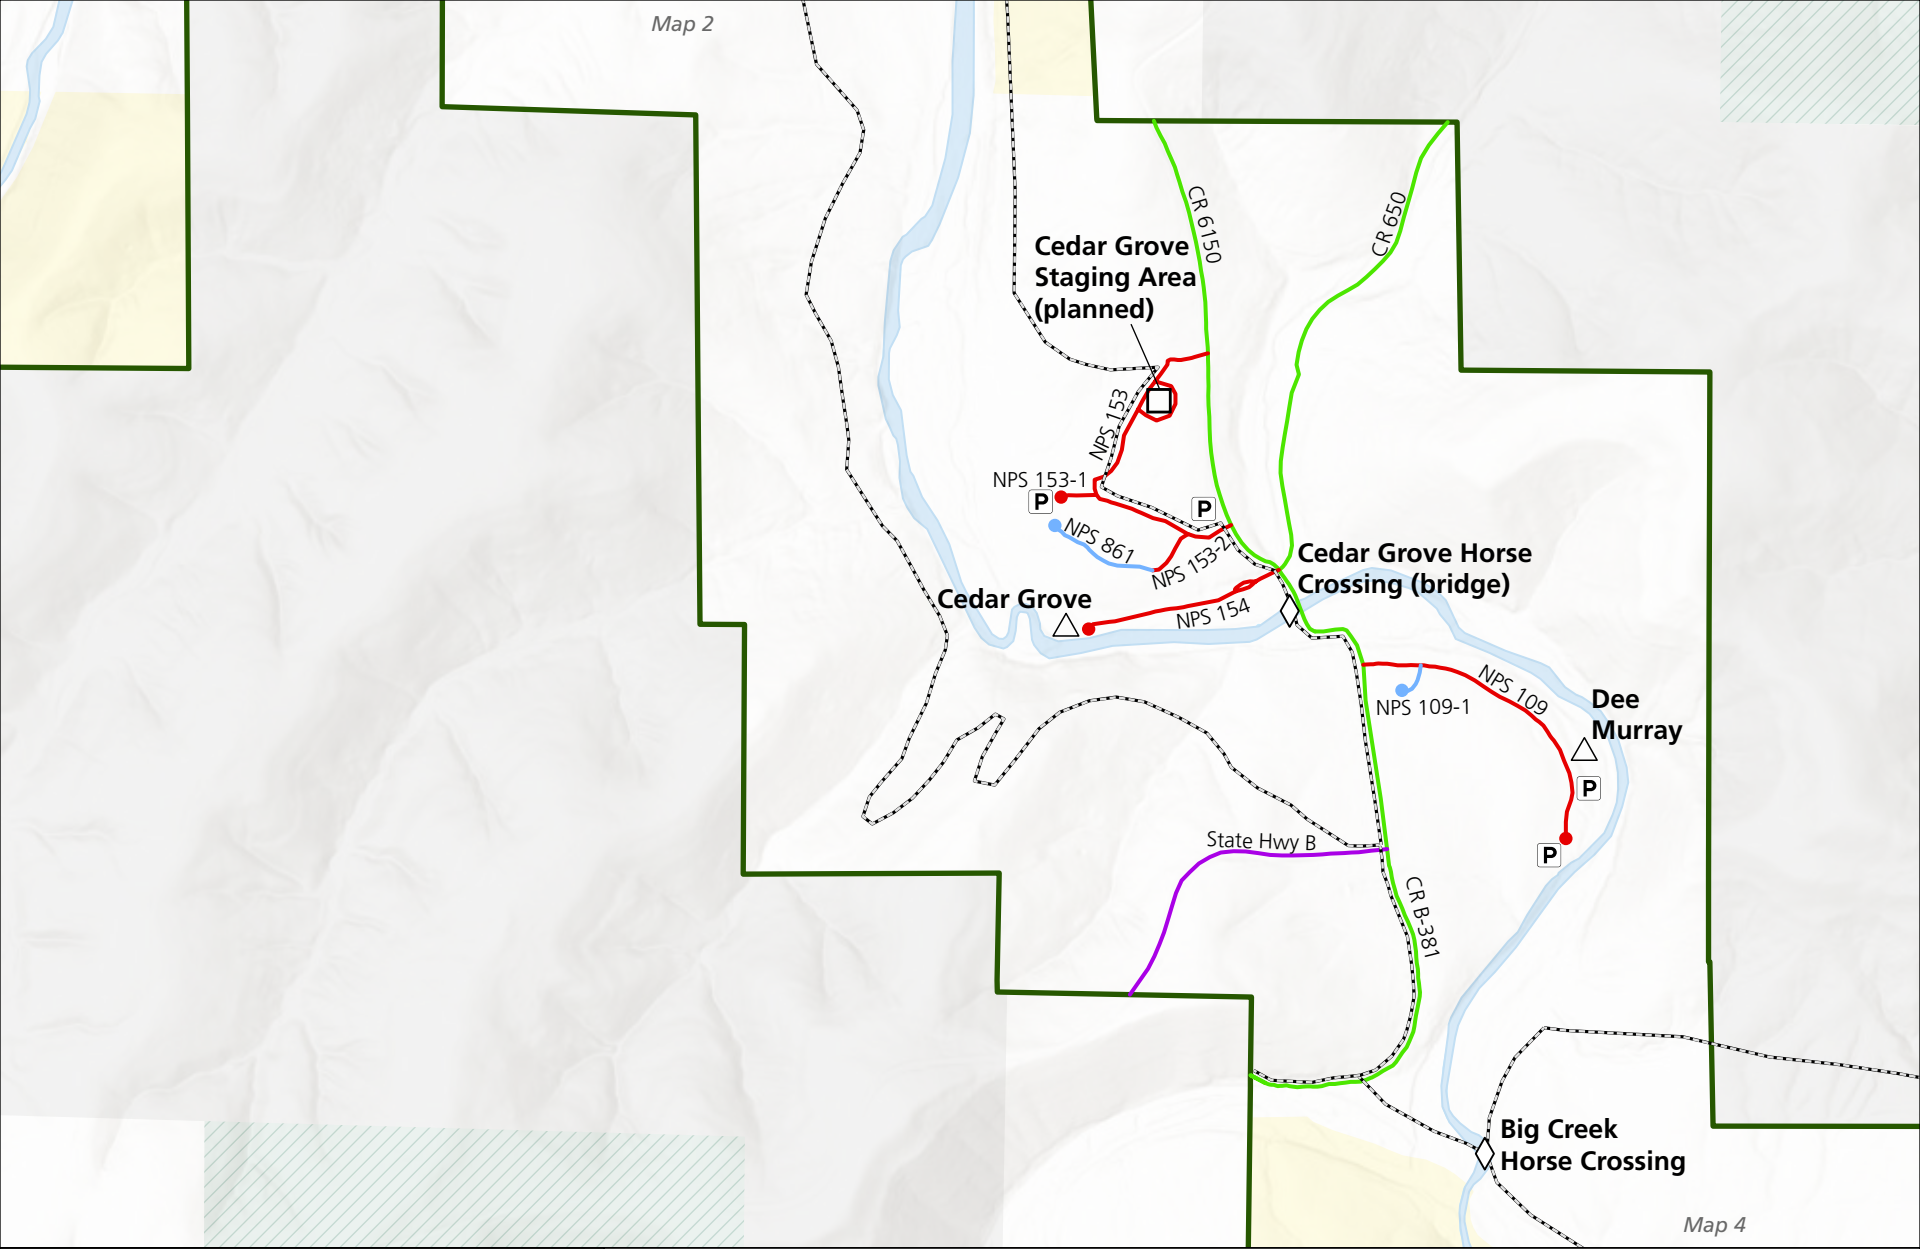 Map 2
CR 6150
CR 650
Cedar Grove
Staging Area
(planned)
NPS 153
NPS 153-1
P
P
NPS 861
NPS 153-2
Cedar Grove Horse
Crossing (bridge)
Cedar Grove
NPS 154
NPS 109
NPS 109-1
Dee
Murray
P
P
State Hwy B
CR B-381
Big Creek
Horse Crossing
Map 4